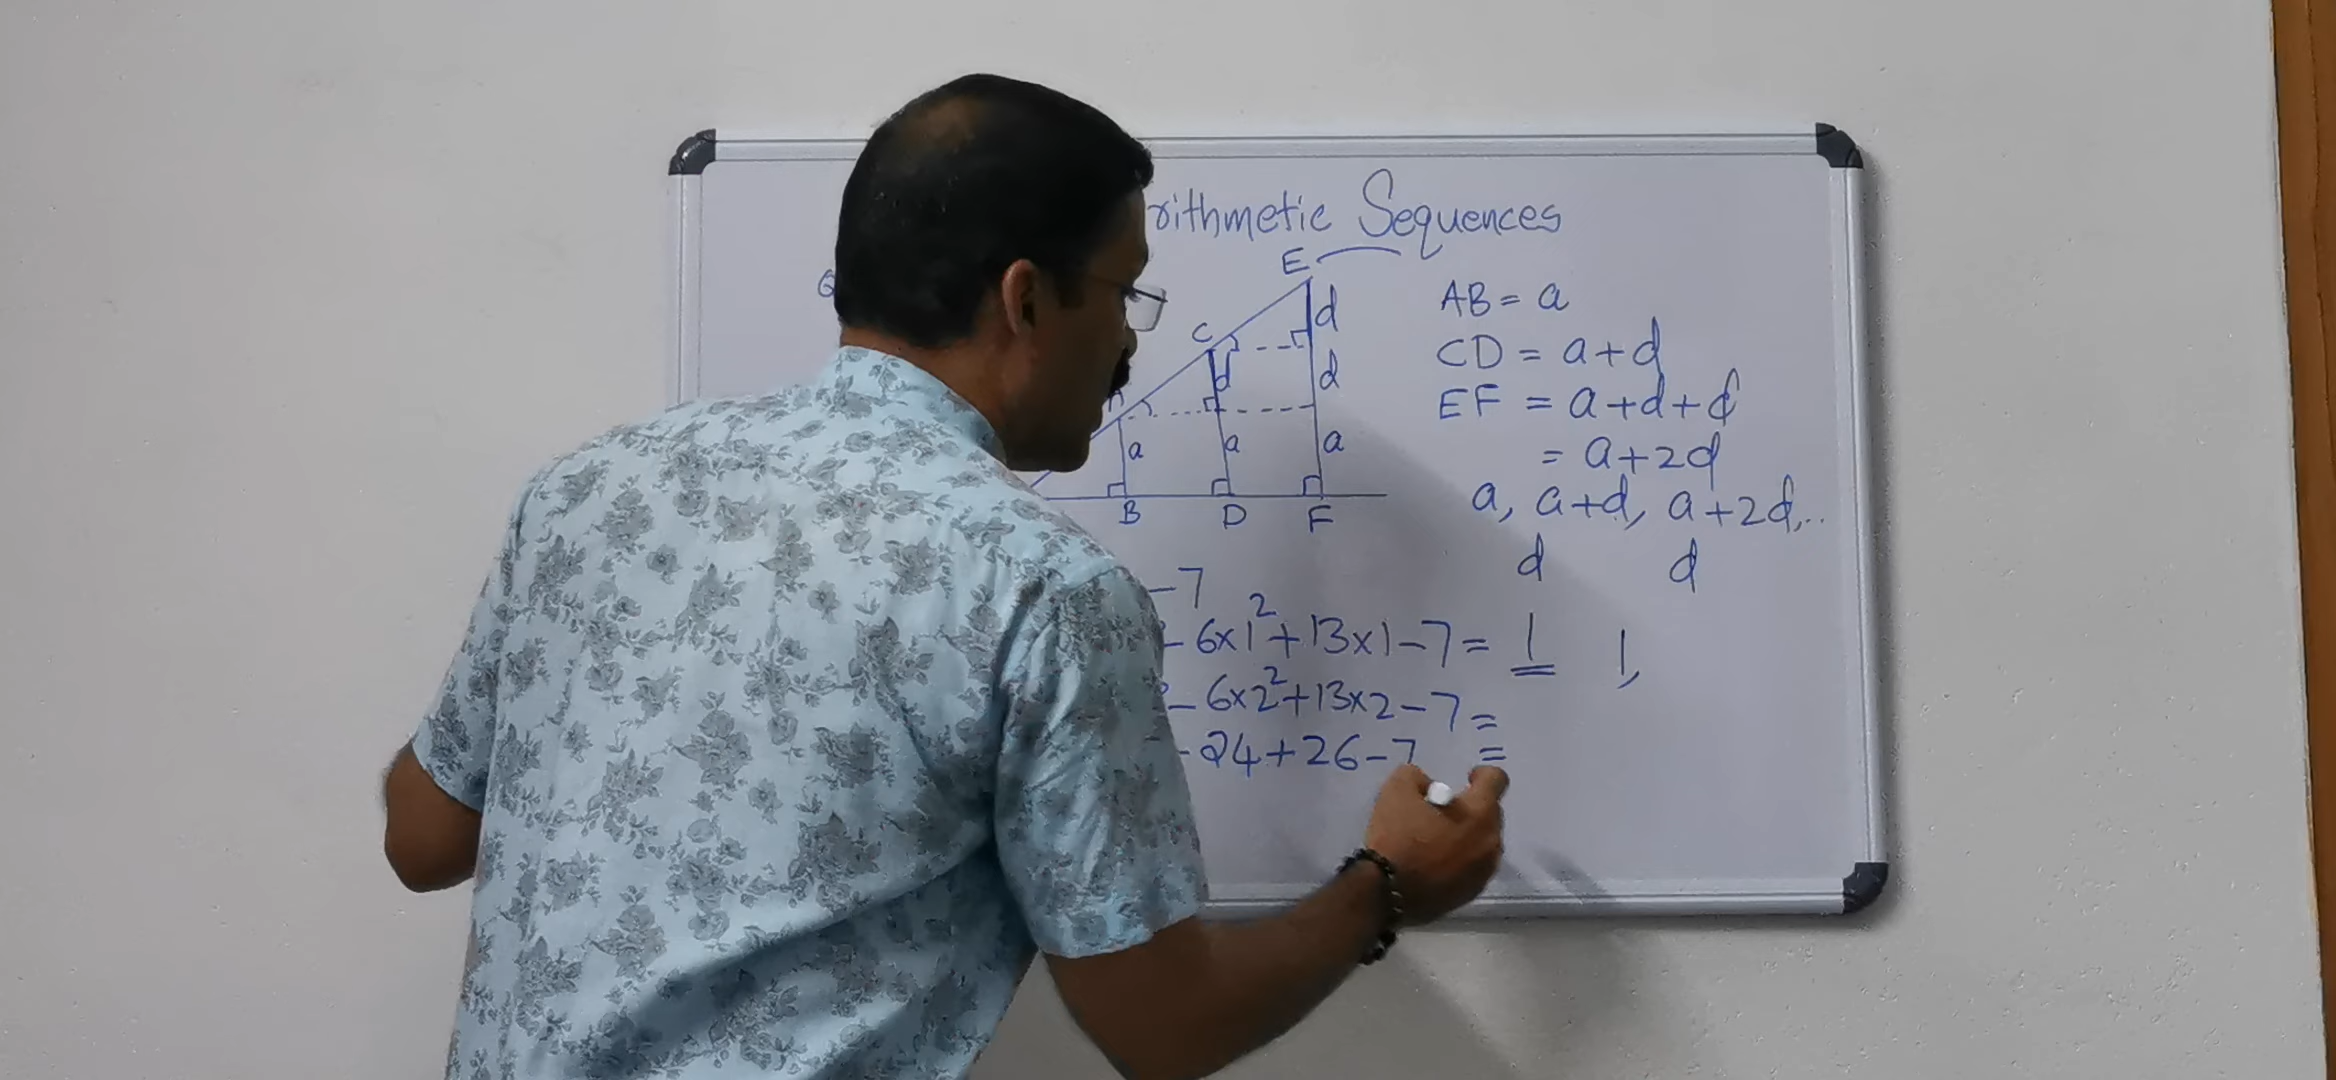 rithmetic Sequences
E
C
d
d
d
a
a
a
B D F
AB = a
CD = a+d
EF = a+d+d
= a+2d
a, a+d, a+2d,..
d d
-7
- 6x1²+13x1-7= 1 1,
- 6x2²+13x2-7=
- 24+26-7 =